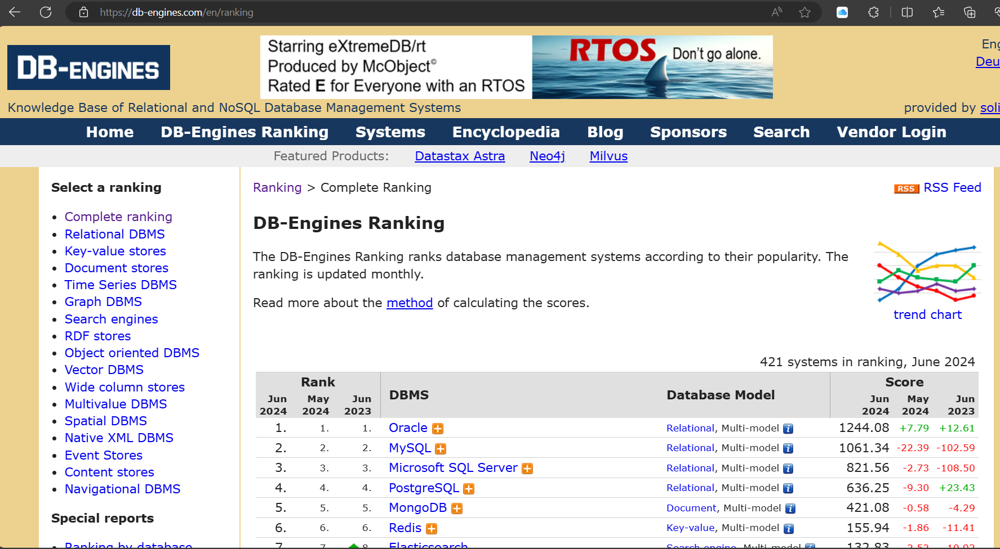 https://db-engines.com/en/ranking
DB-ENGINES
Starring eXtremeDB/rt
Produced by McObject©
Rated E for Everyone with an RTOS
RTOS Don't go alone.
Knowledge Base of Relational and NoSQL Database Management Systems
provided by
Home DB-Engines Ranking Systems Encyclopedia Blog Sponsors Search Vendor Login
Featured Products: Datastax Astra Neo4j Milvus
Select a ranking
Complete ranking
Relational DBMS
Key-value stores
Document stores
Time Series DBMS
Graph DBMS
Search engines
RDF stores
Object oriented DBMS
Vector DBMS
Wide column stores
Multivalue DBMS
Spatial DBMS
Native XML DBMS
Event Stores
Content stores
Navigational DBMS
Special reports
Ranking by database
Ranking > Complete Ranking
RSS RSS Feed
DB-Engines Ranking
The DB-Engines Ranking ranks database management systems according to their popularity. The
ranking is updated monthly.
Read more about the method of calculating the scores.
trend chart
421 systems in ranking, June 2024
Rank DBMS Database Model Score
Jun May Jun Jun May Jun
2024 2024 2023 2024 2024 2023
1. 1. 1. Oracle Relational, Multi-model 1244.08 +7.79 +12.61
2. 2. 2. MySQL Relational, Multi-model 1061.34 -22.39 -102.59
3. 3. 3. Microsoft SQL Server Relational, Multi-model 821.56 -2.73 -108.50
4. 4. 4. PostgreSQL Relational, Multi-model 636.25 -9.30 +23.43
5. 5. 5. MongoDB Document, Multi-model 421.08 -0.58 -4.29
6. 6. 6. Redis Key-value, Multi-model 155.94 -1.86 -11.41
7. 7. 8. Elasticsearch Search engine, Multi-model 132.83